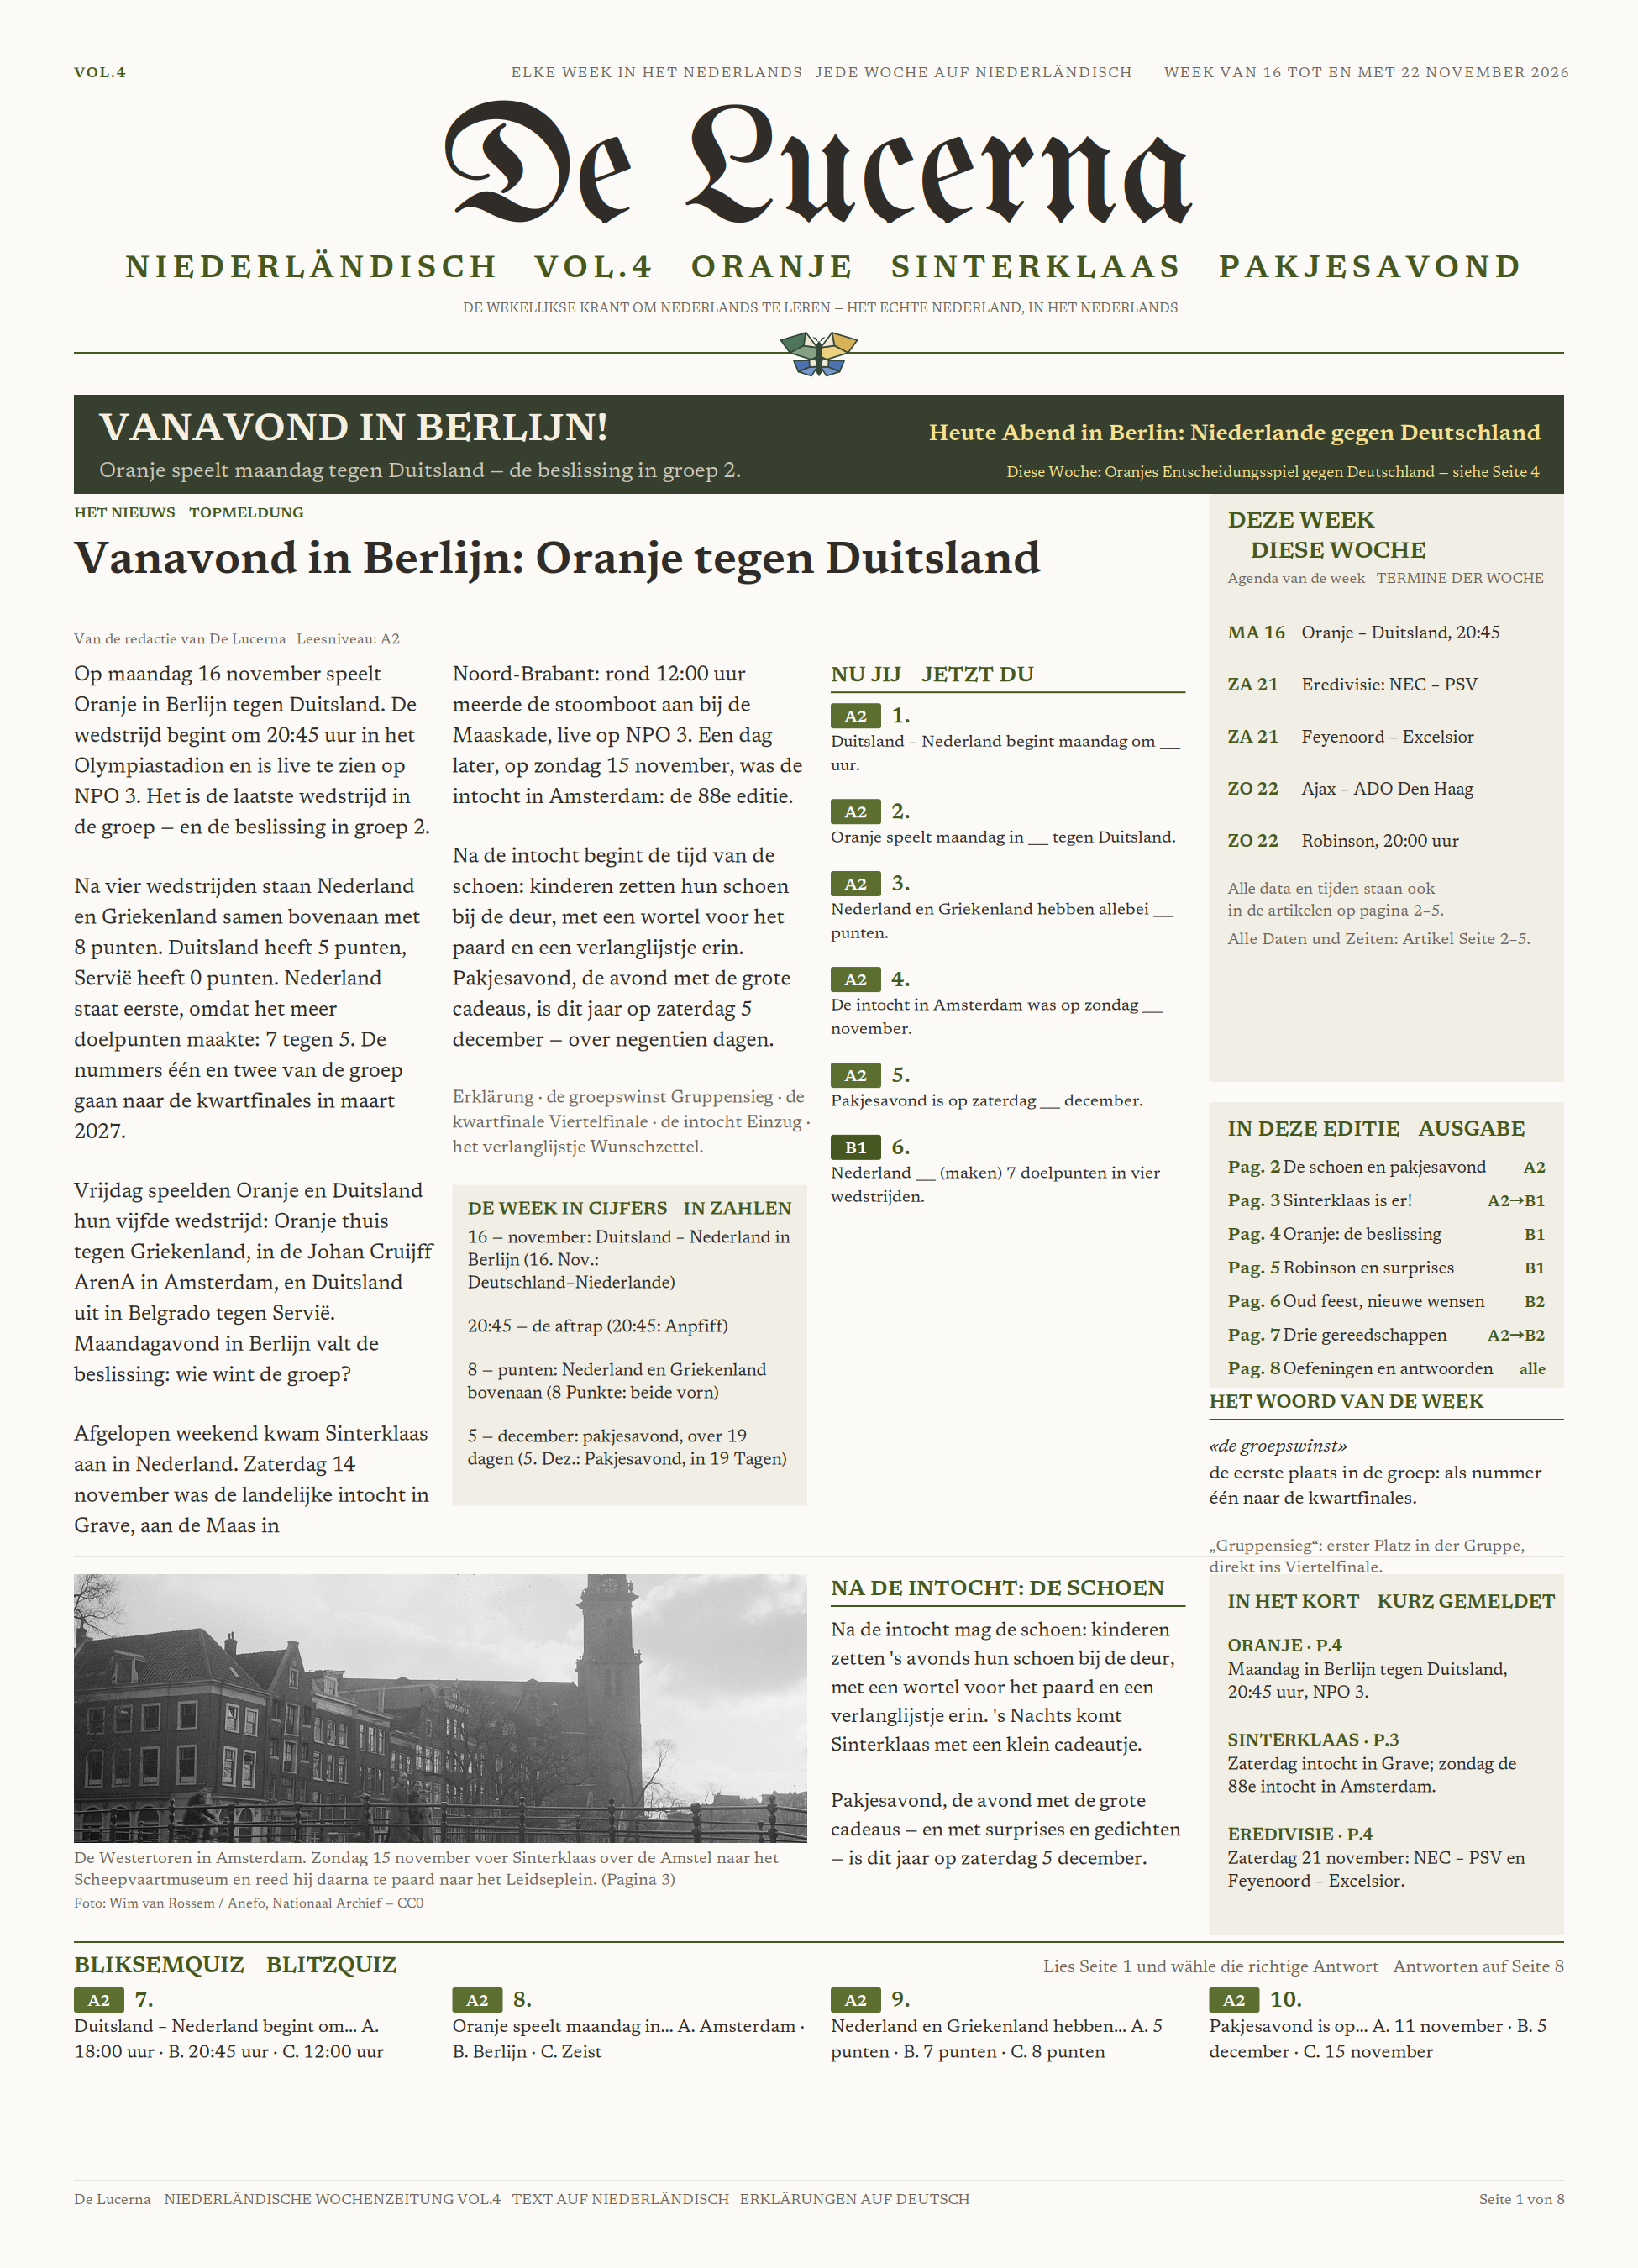 VOL.4
ELKE WEEK IN HET NEDERLANDS JEDE WOCHE AUF NIEDERLÄNDISCH
WEEK VAN 16 TOT EN MET 22 NOVEMBER 2026
De Lucerna
NIEDERLÄNDISCH VOL.4 ORANJE SINTERKLAAS PAKJESAVOND
DE WEKELIJKSE KRANT OM NEDERLANDS TE LEREN – HET ECHTE NEDERLAND, IN HET NEDERLANDS
VANAVOND IN BERLIJN!
Oranje speelt maandag tegen Duitsland – de beslissing in groep 2.
Heute Abend in Berlin: Niederlande gegen Deutschland
Diese Woche: Oranjes Entscheidungsspiel gegen Deutschland – siehe Seite 4
HET NIEUWS TOPMELDUNG
Vanavond in Berlijn: Oranje tegen Duitsland
Van de redactie van De Lucerna Leesniveau: A2
Op maandag 16 november speelt
Oranje in Berlijn tegen Duitsland. De
wedstrijd begint om 20:45 uur in het
Olympiastadion en is live te zien op
NPO 3. Het is de laatste wedstrijd in
de groep – en de beslissing in groep 2.
Na vier wedstrijden staan Nederland
en Griekenland samen bovenaan met
8 punten. Duitsland heeft 5 punten,
Servië heeft 0 punten. Nederland
staat eerste, omdat het meer
doelpunten maakte: 7 tegen 5. De
nummers één en twee van de groep
gaan naar de kwartfinales in maart
2027.
Vrijdag speelden Oranje en Duitsland
hun vijfde wedstrijd: Oranje thuis
tegen Griekenland, in de Johan Cruijff
ArenA in Amsterdam, en Duitsland
uit in Belgrado tegen Servië.
Maandagavond in Berlijn valt de
beslissing: wie wint de groep?
Afgelopen weekend kwam Sinterklaas
aan in Nederland. Zaterdag 14
november was de landelijke intocht in
Grave, aan de Maas in
Noord-Brabant: rond 12:00 uur
meerde de stoomboot aan bij de
Maaskade, live op NPO 3. Een dag
later, op zondag 15 november, was de
intocht in Amsterdam: de 88e editie.
Na de intocht begint de tijd van de
schoen: kinderen zetten hun schoen
bij de deur, met een wortel voor het
paard en een verlanglijstje erin.
Pakjesavond, de avond met de grote
cadeaus, is dit jaar op zaterdag 5
december – over negentien dagen.
Erklärung · de groepswinst Gruppensieg · de
kwartfinale Viertelfinale · de intocht Einzug ·
het verlanglijstje Wunschzettel.
DE WEEK IN CIJFERS IN ZAHLEN
16 – november: Duitsland – Nederland in
Berlijn (16. Nov.:
Deutschland–Niederlande)
20:45 – de aftrap (20:45: Anpfiff)
8 – punten: Nederland en Griekenland
bovenaan (8 Punkte: beide vorn)
5 – december: pakjesavond, over 19
dagen (5. Dez.: Pakjesavond, in 19 Tagen)
NU JIJ JETZT DU
A2 1.
Duitsland – Nederland begint maandag om __
uur.
A2 2.
Oranje speelt maandag in __ tegen Duitsland.
A2 3.
Nederland en Griekenland hebben allebei __
punten.
A2 4.
De intocht in Amsterdam was op zondag __
november.
A2 5.
Pakjesavond is op zaterdag __ december.
B1 6.
Nederland __ (maken) 7 doelpunten in vier
wedstrijden.
DEZE WEEK
DIESE WOCHE
Agenda van de week TERMINE DER WOCHE
MA 16 Oranje – Duitsland, 20:45
ZA 21 Eredivisie: NEC – PSV
ZA 21 Feyenoord – Excelsior
ZO 22 Ajax – ADO Den Haag
ZO 22 Robinson, 20:00 uur
Alle data en tijden staan ook
in de artikelen op pagina 2–5.
Alle Daten und Zeiten: Artikel Seite 2–5.
IN DEZE EDITIE AUSGABE
Pag. 2 De schoen en pakjesavond A2
Pag. 3 Sinterklaas is er! A2→B1
Pag. 4 Oranje: de beslissing B1
Pag. 5 Robinson en surprises B1
Pag. 6 Oud feest, nieuwe wensen B2
Pag. 7 Drie gereedschappen A2→B2
Pag. 8 Oefeningen en antwoorden alle
HET WOORD VAN DE WEEK
«de groepswinst»
de eerste plaats in de groep: als nummer
één naar de kwartfinales.
„Gruppensieg“: erster Platz in der Gruppe,
direkt ins Viertelfinale.
De Westertoren in Amsterdam. Zondag 15 november voer Sinterklaas over de Amstel naar het
Scheepvaartmuseum en reed hij daarna te paard naar het Leidseplein. (Pagina 3)
Foto: Wim van Rossem / Anefo, Nationaal Archief – CC0
NA DE INTOCHT: DE SCHOEN
Na de intocht mag de schoen: kinderen
zetten 's avonds hun schoen bij de deur,
met een wortel voor het paard en een
verlanglijstje erin. 's Nachts komt
Sinterklaas met een klein cadeautje.
Pakjesavond, de avond met de grote
cadeaus – en met surprises en gedichten
– is dit jaar op zaterdag 5 december.
IN HET KORT KURZ GEMELDET
ORANJE · P.4
Maandag in Berlijn tegen Duitsland,
20:45 uur, NPO 3.
SINTERKLAAS · P.3
Zaterdag intocht in Grave; zondag de
88e intocht in Amsterdam.
EREDIVISIE · P.4
Zaterdag 21 november: NEC – PSV en
Feyenoord – Excelsior.
BLIKSEMQUIZ BLITZQUIZ
Lies Seite 1 und wähle die richtige Antwort Antworten auf Seite 8
A2 7.
Duitsland – Nederland begint om... A.
18:00 uur · B. 20:45 uur · C. 12:00 uur
A2 8.
Oranje speelt maandag in... A. Amsterdam ·
B. Berlijn · C. Zeist
A2 9.
Nederland en Griekenland hebben... A. 5
punten · B. 7 punten · C. 8 punten
A2 10.
Pakjesavond is op... A. 11 november · B. 5
december · C. 15 november
De Lucerna NIEDERLÄNDISCHE WOCHENZEITUNG VOL.4 TEXT AUF NIEDERLÄNDISCH ERKLÄRUNGEN AUF DEUTSCH
Seite 1 von 8